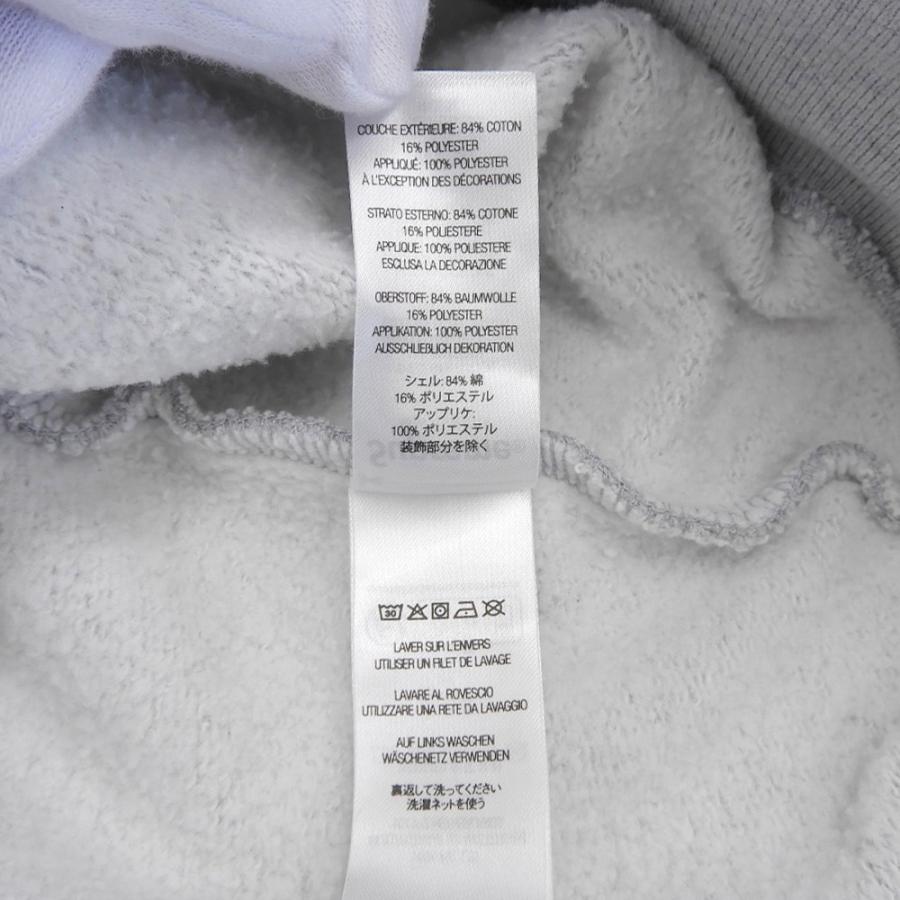 COUCHE EXTÉRIEURE: 84% COTON
16% POLYESTER
APPLIQUÉ: 100% POLYESTER
À L'EXCEPTION DES DÉCORATIONS
STRATO ESTERNO: 84% COTONE
16% POLIESTERE
APPLIQUE: 100% POLIESTERE
ESCLUSA LA DECORAZIONE
OBERSTOFF: 84% BAUMWOLLE
16% POLYESTER
APPLIKATION: 100% POLYESTER
AUSSCHLIEßLICH DEKORATION
シェル: 84% 綿
16% ポリエステル
アップリケ:
100% ポリエステル
装飾部分を除く
30
LAVER SUR L'ENVERS
UTILISER UN FILET DE LAVAGE
LAVARE AL ROVESCIO
UTILIZZARE UNA RETE DA LAVAGGIO
AUF LINKS WASCHEN
WÄSCHENETZ VERWENDEN
裏返して洗ってください
洗濯ネットを使う